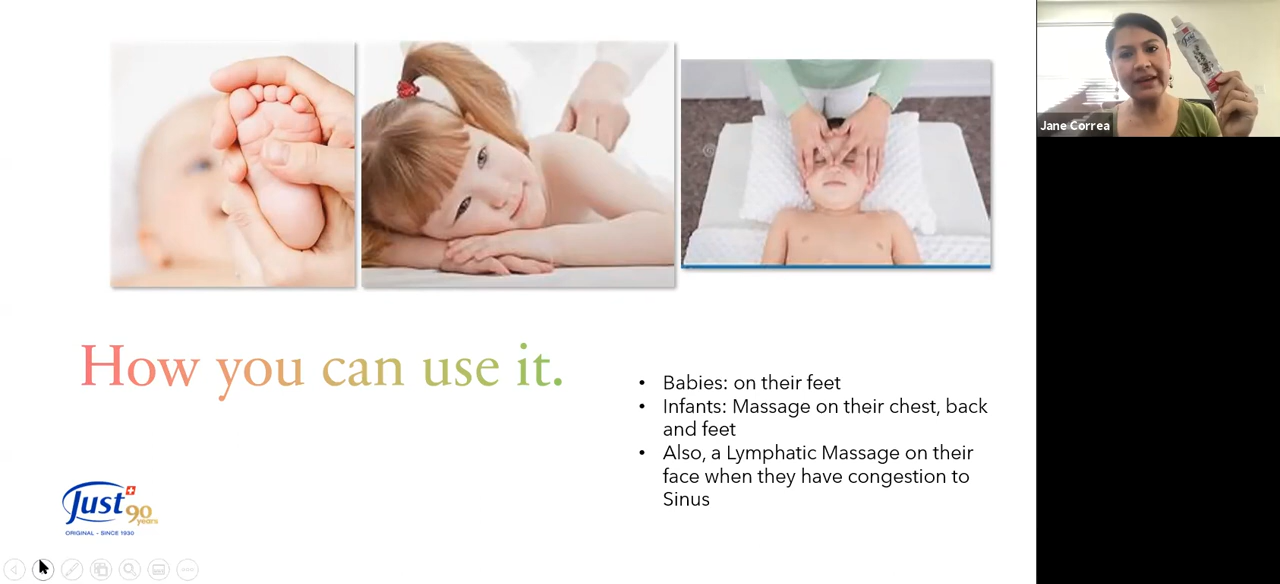 Jane Correa
How you can use it.
• Babies: on their feet
• Infants: Massage on their chest, back
and feet
• Also, a Lymphatic Massage on their
face when they have congestion to
Sinus
Just
90
years
ORIGINAL - SINCE 1930